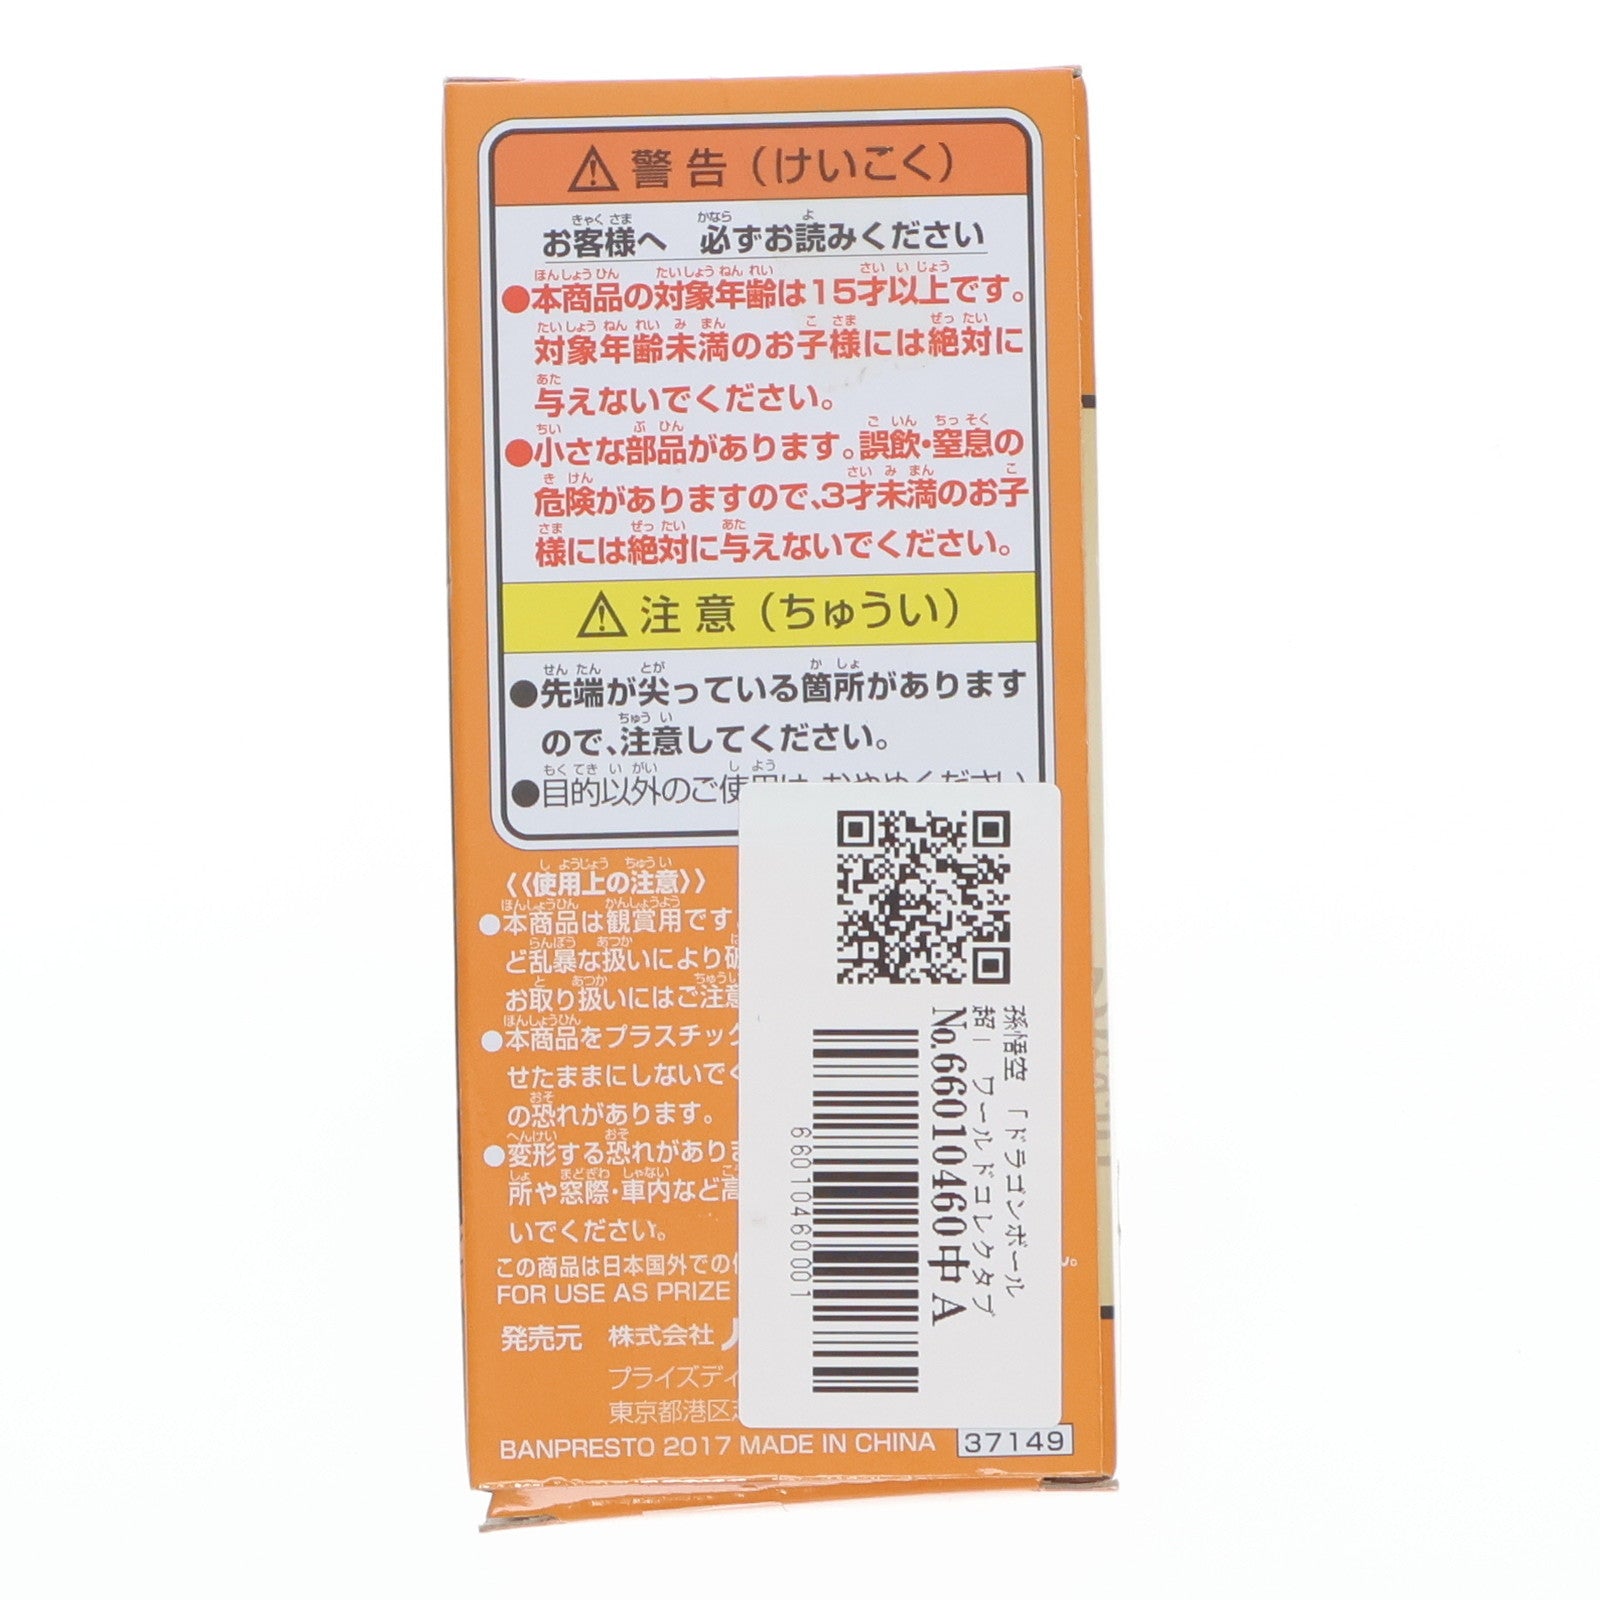 警告（けいごく）
お客様へ 必ずお読みください
●本商品の対象年齢は15才以上です。
対象年齢未満のお子様には絶対に
与えないでください。
●小さな部品があります。誤飲・窒息の
危険がありますので、3才未満のお子
様には絶対に与えないでください。
注意（ちゅうい）
●先端が尖っている箇所があります
ので、注意してください。
●目的以外のご使用は、おやめください
《使用上の注意》
●本商品は観賞用です。
ど乱暴な扱いにより破
お取り扱いにはご注意
●本商品をプラスチック
せたままにしないでく
の恐れがあります。
●変形する恐れがありま
所や窓際・車内など高
いでください。
この商品は日本国外での使
ん。
FOR USE AS PRIZE
発売元 株式会社
プライズディ
東京都港区芝
BANPRESTO 2017 MADE IN CHINA
37149
孫悟空 「ドラゴンボール
超」 ワールドコレクタブ
No.66010460中 A
66010460001